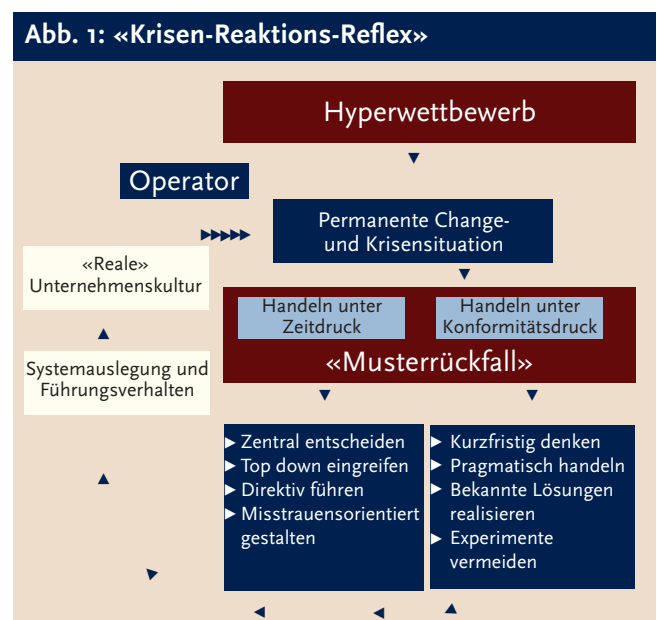 Abb. 1: «Krisen-Reaktions-Reflex»
Hyperwettbewerb
Operator
Permanente Change-
und Krisensituation
«Reale»
Unternehmenskultur
Handeln unter
Zeitdruck
Handeln unter
Konformitätsdruck
«Musterrückfall»
Systemauslegung und
Führungsverhalten
Zentral entscheiden
Top down eingreifen
Direktiv führen
Misstrauensorientiert
gestalten
Kurzfristig denken
Pragmatisch handeln
Bekannte Lösungen
realisieren
Experimente
vermeiden